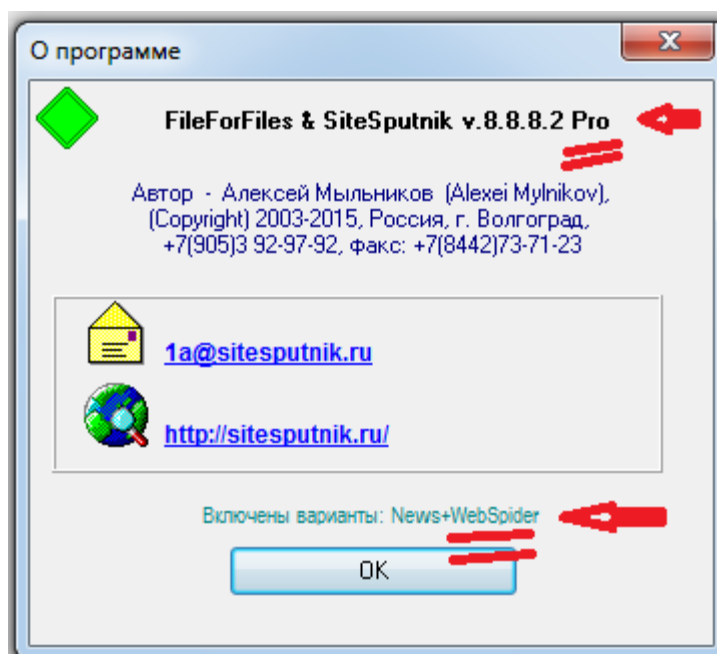 О программе
FileForFiles & SiteSputnik v.8.8.8.2 Pro
Автор - Алексей Мыльников (Alexei Mylnikov),
(Copyright) 2003-2015, Россия, г. Волгоград,
+7(905)3 92-97-92, факс: +7(8442)73-71-23
1a@sitesputnik.ru
http://sitesputnik.ru/
Включены варианты: News+WebSpider
OK